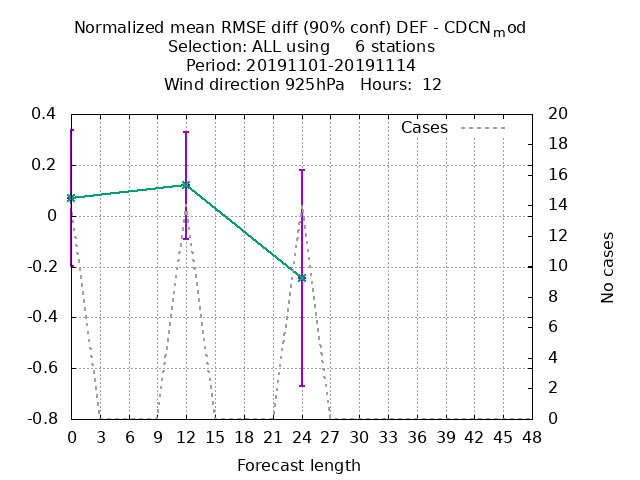 Normalized mean RMSE diff (90% conf) DEF - CDCNmod
Selection: ALL using 6 stations
Period: 20191101-20191114
Wind direction 925hPa Hours: 12
Cases
0.4
0.2
0
-0.2
-0.4
-0.6
-0.8
20
18
16
14
12
10
8
6
4
2
0
No cases
0 3 6 9 12 15 18 21 24 27 30 33 36 39 42 45 48
Forecast length